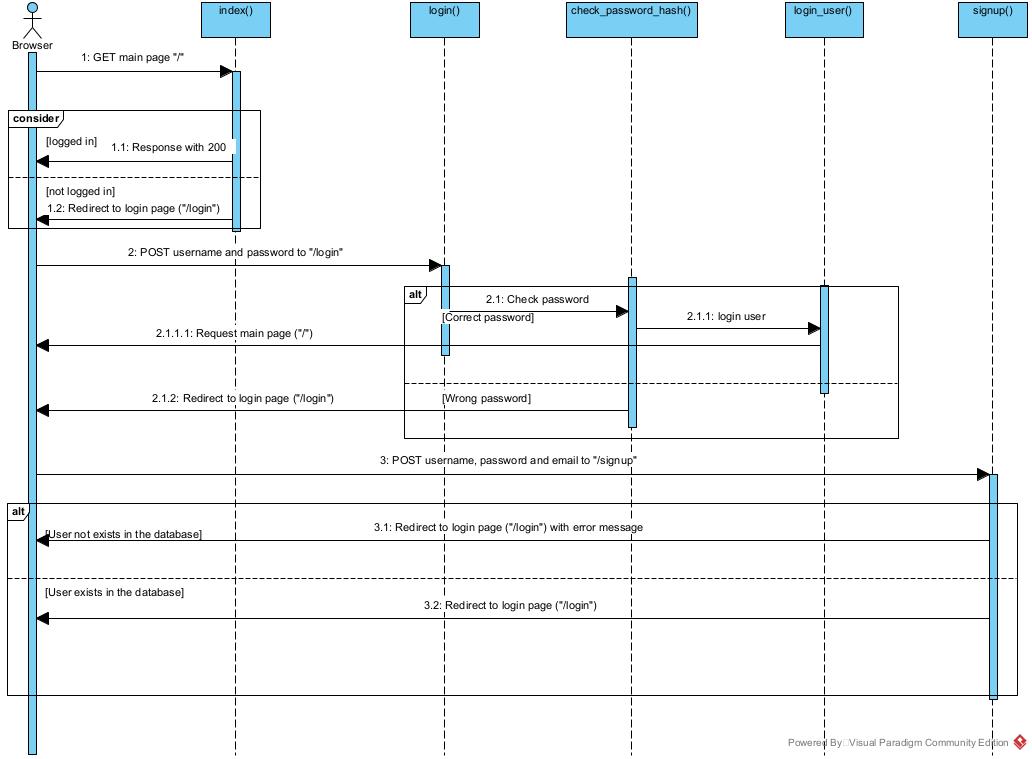 index()
login()
check_password_hash()
login_user()
signup()
Browser
1: GET main page "/"
consider
[logged in]
1.1: Response with 200
[not logged in]
1.2: Redirect to login page ("/login")
2: POST username and password to "/login"
alt
2.1: Check password
[Correct password]
2.1.1: login user
2.1.1.1: Request main page ("/")
2.1.2: Redirect to login page ("/login")
[Wrong password]
3: POST username, password and email to "/signup"
alt
3.1: Redirect to login page ("/login") with error message
[User not exists in the database]
[User exists in the database]
3.2: Redirect to login page ("/login")
Powered By Visual Paradigm Community Edition